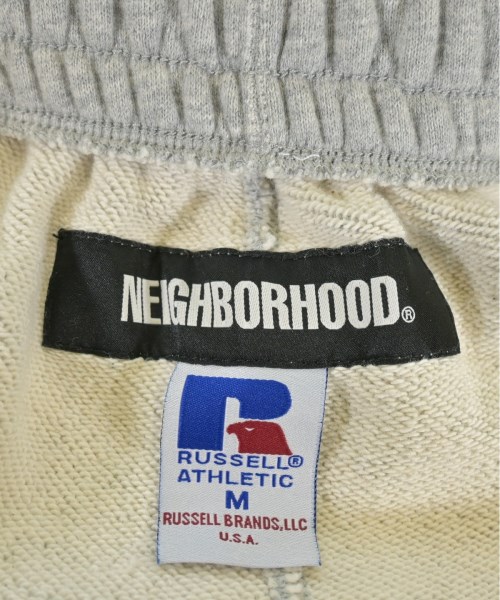 NEIGHBORHOOD®
RUSSELL®
ATHLETIC
M
RUSSELL BRANDS, LLC
U.S.A.